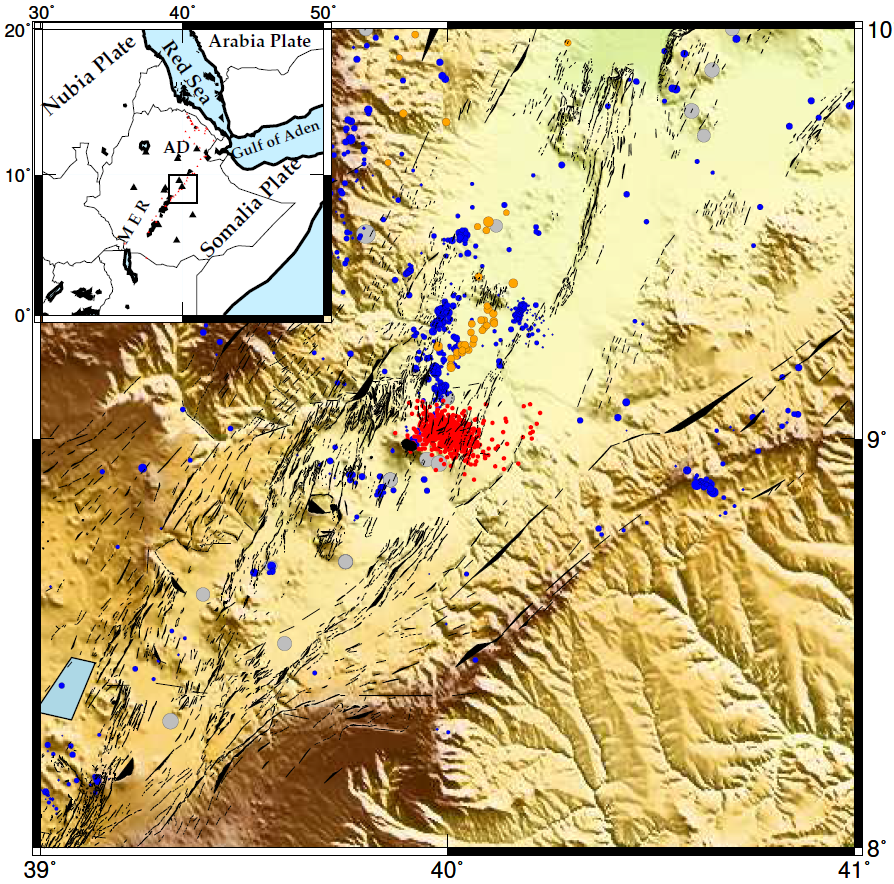 30° 40° 50°
20°
10°
0°
Nubia Plate
Red Sea
Arabia Plate
Gulf of Aden
AD
MER
Somalia Plate
10
9°
8°
39° 40° 41°